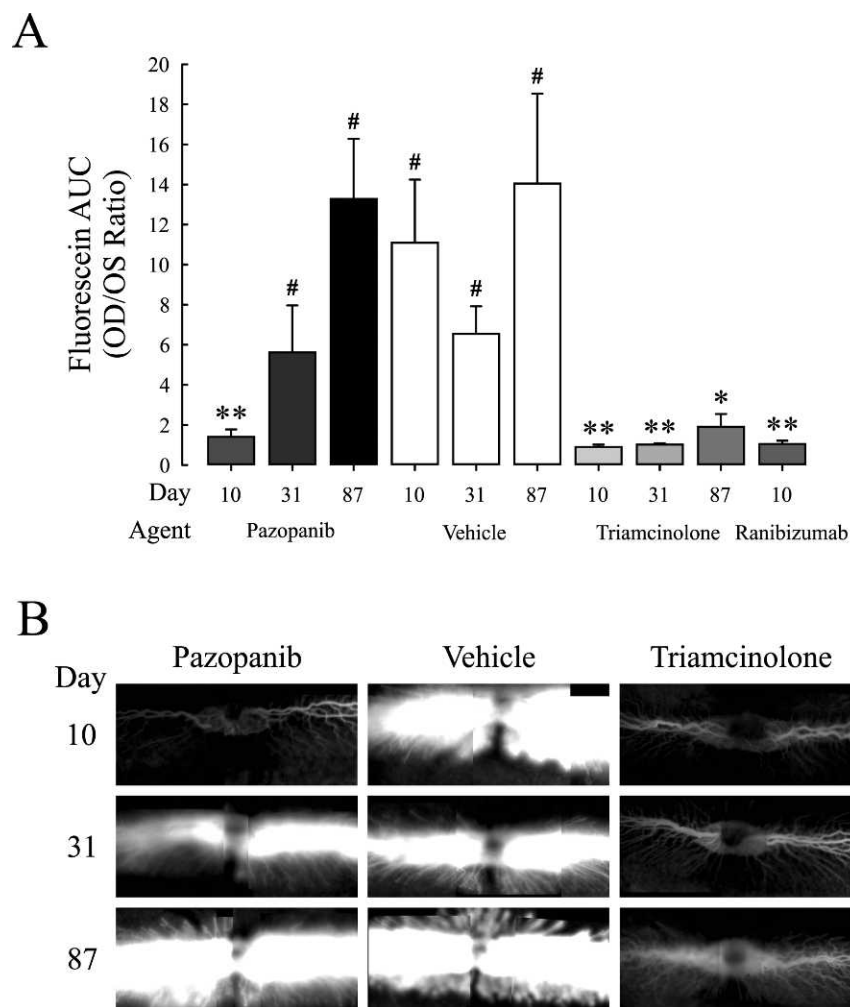 A
20
18
16
14
12
10
8
6
4
2
0
Fluorescein AUC
(OD/OS Ratio)
** # # # # # ** ** * **
Day 10 31 87 10 31 87 10 31 87 10
Agent Pazopanib Vehicle Triamcinolone Ranibizumab
B
Pazopanib Vehicle Triamcinolone
Day
10
31
87